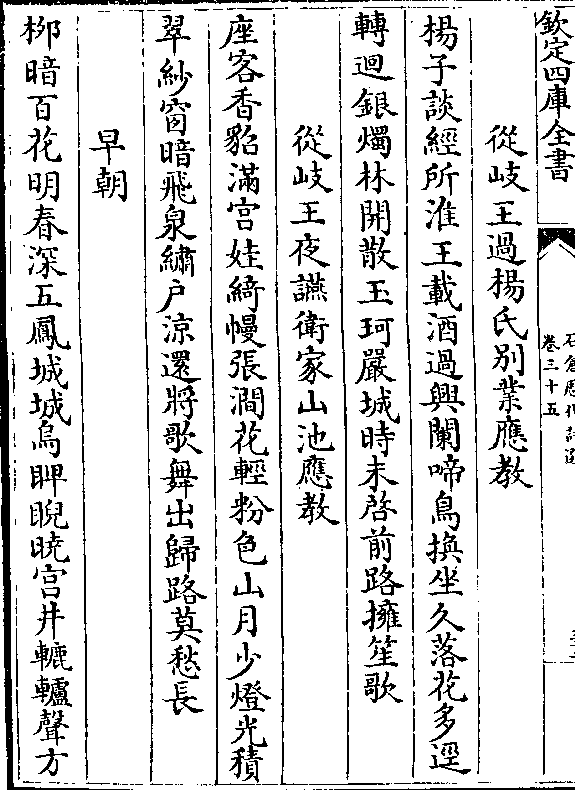 欽定四庫全書
石倉歷代詩選
卷三十五
從岐王過楊氏别業應教
楊子談經所淮王載酒過興闌啼鳥換坐久落花多逕
轉迴銀燭林開散玉珂嚴城時未啓前路擁笙歌
從岐王夜讌衛家山池應教
座客香貂滿宮娃綺幔張澗花輕粉色山月少燈光積
翠紗窗暗飛泉繡户凉還將歌舞出歸路莫愁長
早朝
栁暗百花明春深五鳳城城烏睥睨曉宮井轆轤聲方